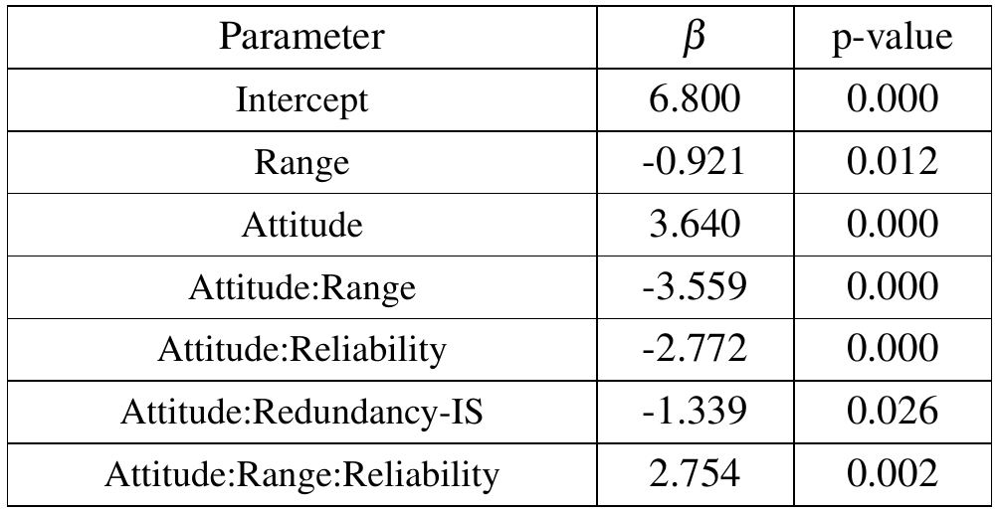 Parameter β p-value
Intercept 6.800 0.000
Range -0.921 0.012
Attitude 3.640 0.000
Attitude:Range -3.559 0.000
Attitude:Reliability -2.772 0.000
Attitude:Redundancy-IS -1.339 0.026
Attitude:Range:Reliability 2.754 0.002